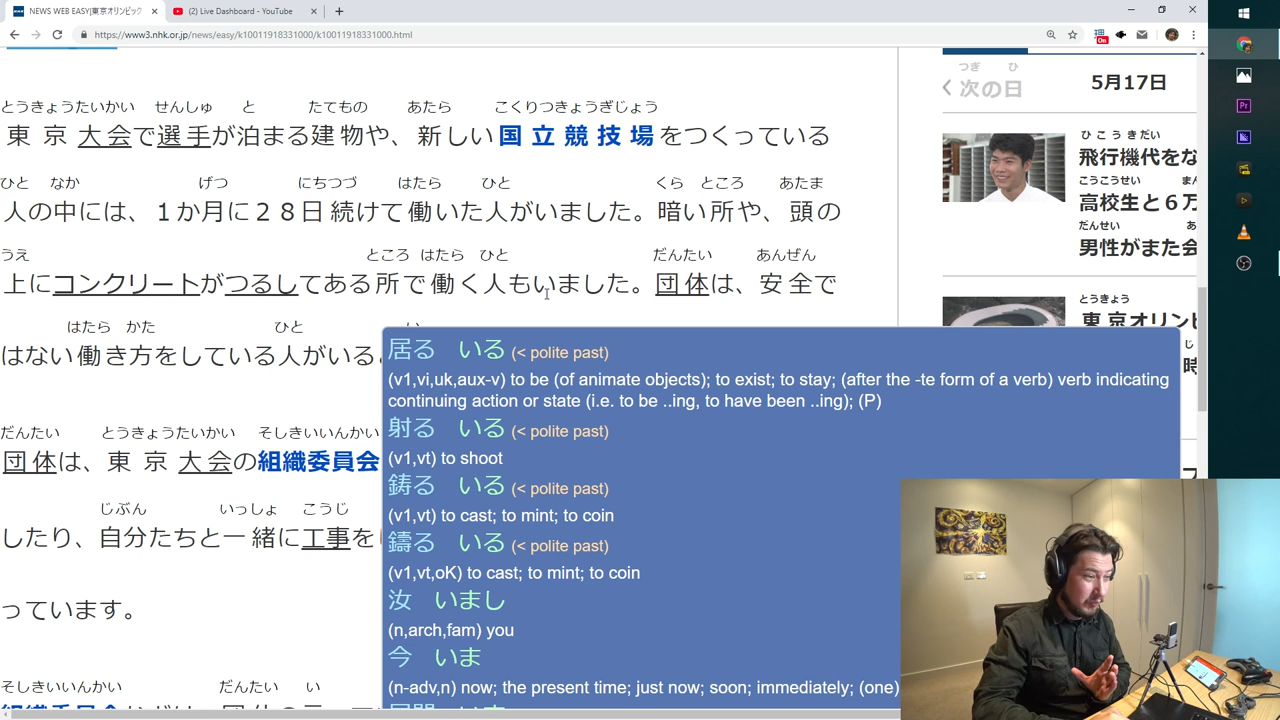 NEWS WEB EASY|東京オリンピック
(2) Live Dashboard - YouTube
https://www3.nhk.or.jp/news/easy/k10011918331000/k10011918331000.html
On
とうきょうたいかい せんしゅ と たてもの あたら こくりつきょうぎじょう
東京大会で選手が泊まる建物や、新しい国立競技場をつくっている
ひと なか げつ にちつづ はたら ひと くら ところ あたま
人の中には、1か月に28日続けて働いた人がいました。暗い所や、頭の
うえ ところ はたら ひと だんたい あんぜん
上にコンクリートがつるしてある所で働く人もいました。団体は、安全で
はたら かた ひと い
はない働き方をしている人がいる
だんたい とうきょうたいかい そしきいいんかい
団体は、東京大会の組織委員会
じぶん いっしょ こうじ
したり、自分たちと一緒に工事を
っています。
そしきいいんかい だんたい い
居る いる (< polite past)
(v1,vi,uk,aux-v) to be (of animate objects); to exist; to stay; (after the -te form of a verb) verb indicating
continuing action or state (i.e. to be ..ing, to have been ..ing); (P)
射る いる (< polite past)
(v1,vt) to shoot
鋳る いる (< polite past)
(v1,vt) to cast; to mint; to coin
鑄る いる (< polite past)
(v1,vt,oK) to cast; to mint; to coin
汝 いまし
(n,arch,fam) you
今 いま
(n-adv,n) now; the present time; just now; soon; immediately; (one)
つぎ ひ
次の日
5月17日
ひこうきだい
飛行機代をな
こうこうせい まん
高校生と6万
だんせい あ
男性がまた会
とうきょう
東京オリンピ
じ
時
Pr